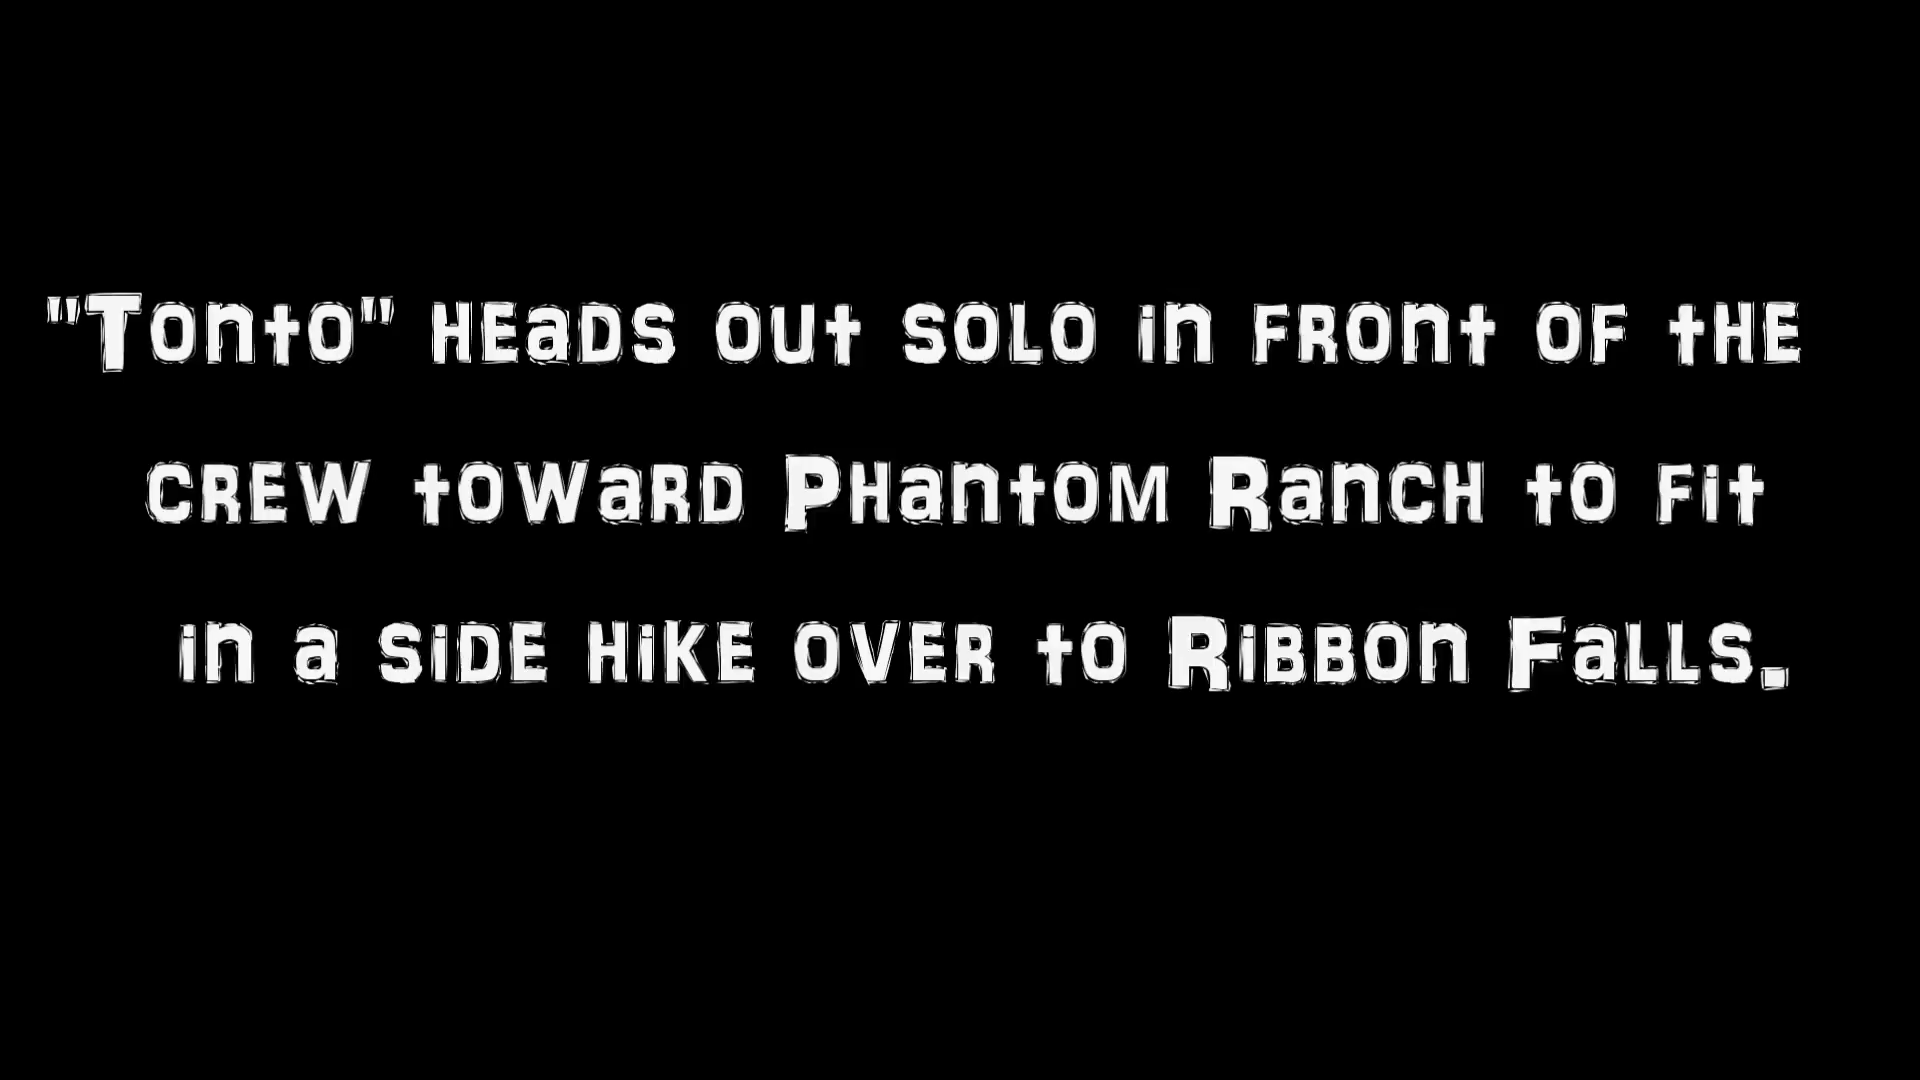 "Tonto" heads out solo in front of the
crew toward Phantom Ranch to fit
in a side hike over to Ribbon Falls.